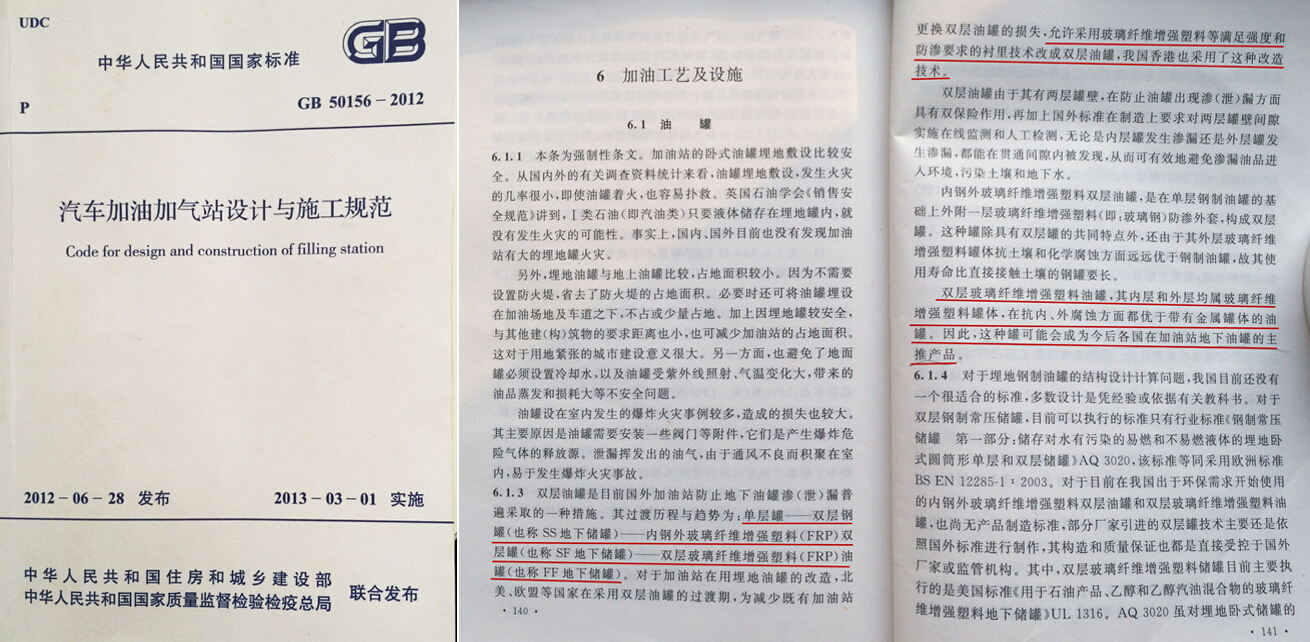 UDC
中华人民共和国国家标准
GB
P
GB 50156－2012
汽车加油加气站设计与施工规范
Code for design and construction of filling station
2012－06－28 发布
2013－03－01 实施
中华人民共和国住房和城乡建设部
中华人民共和国国家质量监督检验检疫总局
联合发布
6 加油工艺及设施
6.1 油 罐
6.1.1 本条为强制性条文。加油站的卧式油罐埋地敷设比较安
全。从国内外的有关调查资料统计来看,油罐埋地敷设,发生火灾
的几率很小,即使油罐着火,也容易扑救。英国石油学会《销售安
全规范》讲到,Ⅰ类石油(即汽油类)只要液体储存在埋地罐内,就
没有发生火灾的可能性。事实上,国内、国外目前也没有发现加油
站有大的埋地罐火灾。
另外,埋地油罐与地上油罐比较,占地面积较小。因为不需要
设置防火堤,省去了防火堤的占地面积。必要时还可将油罐埋设
在加油场地及车道之下,不占或少量占地。加上因埋地罐较安全,
与其他建(构)筑物的要求距离也小,也可减少加油站的占地面积。
这对于用地紧张的城市建设意义很大。另一方面,也避免了地面
罐必须设置冷却水,以及油罐受紫外线照射、气温变化大,带来的
油品蒸发和损耗大等不安全问题。
油罐设在室内发生的爆炸火灾事例较多,造成的损失也较大。
其主要原因是油罐需要安装一些阀门等附件,它们是产生爆炸危
险气体的释放源。泄漏挥发出的油气,由于通风不良而积聚在室
内,易于发生爆炸火灾事故。
6.1.3 双层油罐是目前国外加油站防止地下油罐渗(泄)漏普
遍采取的一种措施。其过渡历程与趋势为:单层罐——双层钢
罐(也称 SS 地下储罐)——内钢外玻璃纤维增强塑料(FRP)双
层罐(也称 SF 地下储罐)——双层玻璃纤维增强塑料(FRP)油
罐(也称 FF 地下储罐)。对于加油站在用埋地油罐的改造,北
美、欧盟等国家在采用双层油罐的过渡期,为减少既有加油站
· 140 ·
更换双层油罐的损失,允许采用玻璃纤维增强塑料等满足强度和
防渗要求的衬里技术改成双层油罐,我国香港也采用了这种改造
技术。
双层油罐由于其有两层罐壁,在防止油罐出现渗(泄)漏方面
具有双保险作用,再加上国外标准在制造上要求对两层罐壁间隙
实施在线监测和人工检测,无论是内层罐发生渗漏还是外层罐发
生渗漏,都能在贯通间隙内被发现,从而可有效地避免渗漏油品进
入环境,污染土壤和地下水。
内钢外玻璃纤维增强塑料双层油罐,是在单层钢制油罐的基
础上外附一层玻璃纤维增强塑料(即:玻璃钢)防渗外套,构成双层
罐。这种罐除具有双层罐的共同特点外,还由于其外层玻璃纤维
增强塑料罐体抗土壤和化学腐蚀方面远远优于钢制油罐,故其使
用寿命比直接接触土壤的钢罐要长。
双层玻璃纤维增强塑料油罐,其内层和外层均属玻璃纤维
增强塑料罐体,在抗内、外腐蚀方面都优于带有金属罐体的油
罐。因此,这种罐可能会成为今后各国在加油站地下油罐的主
推产品。
6.1.4 对于埋地钢制油罐的结构设计计算问题,我国目前还没有
一个很适合的标准,多数设计是凭经验或依据有关教科书。对于
双层钢制常压储罐,目前可以执行的标准只有行业标准《钢制常压
储罐 第一部分:储存对水有污染的易燃和不易燃液体的埋地卧
式圆筒形单层和双层储罐》AQ 3020,该标准等同采用欧洲标准
BS EN 12285-1:2003。对于目前在我国出于环保需求开始使用
的内钢外玻璃纤维增强塑料双层油罐和双层玻璃纤维增强塑料油
罐,也尚无产品制造标准,部分厂家引进的双层罐技术主要还是依
照国外标准进行制作,其构造和质量保证也都是直接受控于国外
厂家或监管机构。其中,双层玻璃纤维增强塑料储罐目前主要执
行的是美国标准《用于石油产品、乙醇和乙醇汽油混合物的玻璃纤
维增强塑料地下储罐》UL 1316。AQ 3020 虽对埋地卧式储罐的
· 141 ·